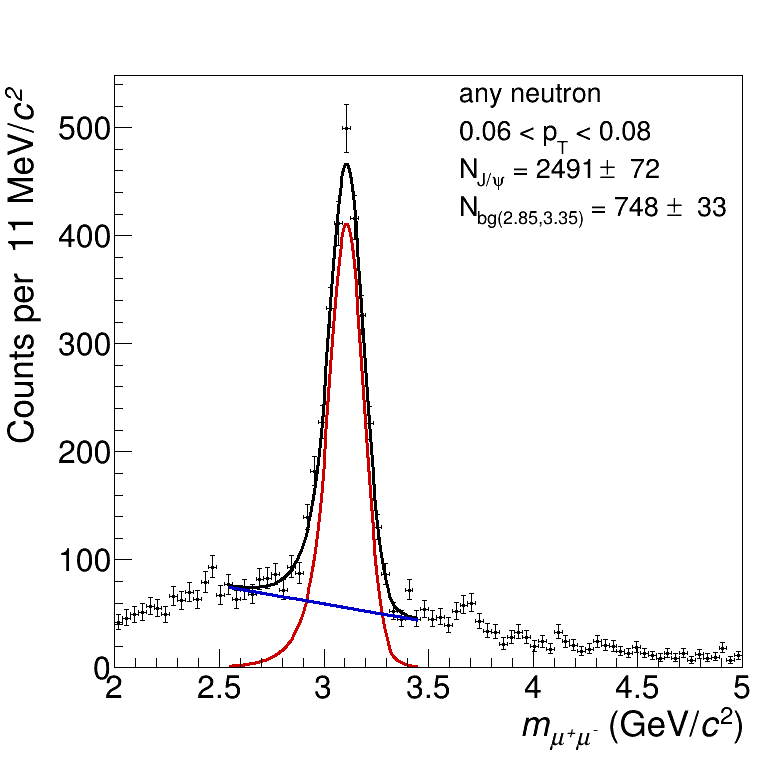 any neutron
0.06 < p_T < 0.08
N_J/ψ = 2491 ± 72
N_bg(2.85,3.35) = 748 ± 33
Counts per 11 MeV/c²
500
400
300
200
100
0
2 2.5 3 3.5 4 4.5 5
m_μ⁺μ⁻ (GeV/c²)